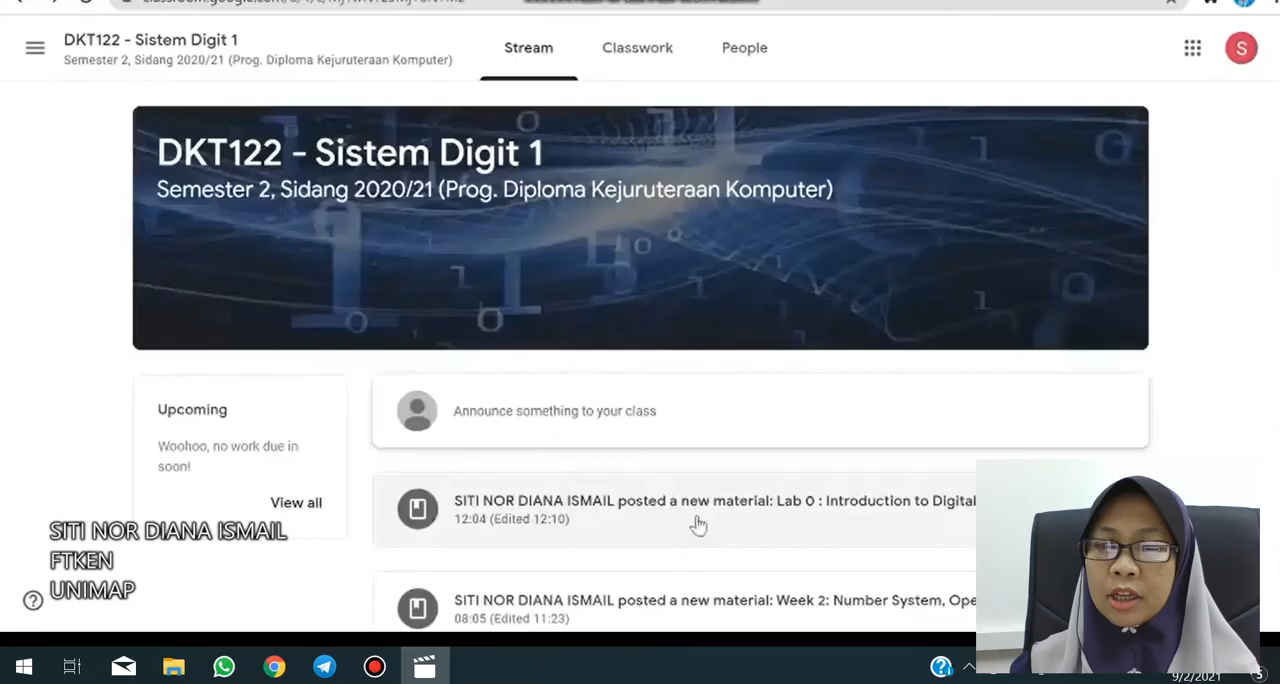 DKT122 - Sistem Digit 1
Semester 2, Sidang 2020/21 (Prog. Diploma Kejuruteraan Komputer)
Stream
Classwork
People
S
DKT122 - Sistem Digit 1
Semester 2, Sidang 2020/21 (Prog. Diploma Kejuruteraan Komputer)
Upcoming
Woohoo, no work due in
soon!
View all
Announce something to your class
SITI NOR DIANA ISMAIL posted a new material: Lab 0 : Introduction to Digital
12:04 (Edited 12:10)
SITI NOR DIANA ISMAIL posted a new material: Week 2: Number System, Ope
08:05 (Edited 11:23)
SITI NOR DIANA ISMAIL
FTKEN
UNIMAP
9/2/2021
5